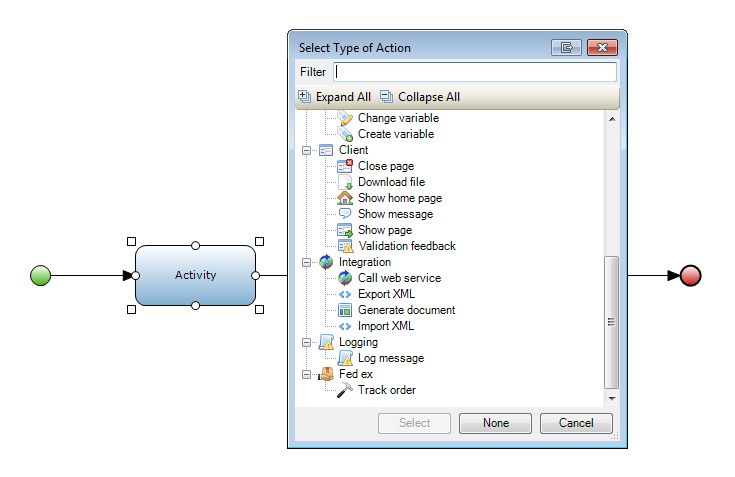 Select Type of Action
Filter
Expand All Collapse All
Change variable
Create variable
Client
Close page
Download file
Show home page
Show message
Show page
Validation feedback
Activity
Integration
Call web service
Export XML
Generate document
Import XML
Logging
Log message
Fed ex
Track order
Select None Cancel